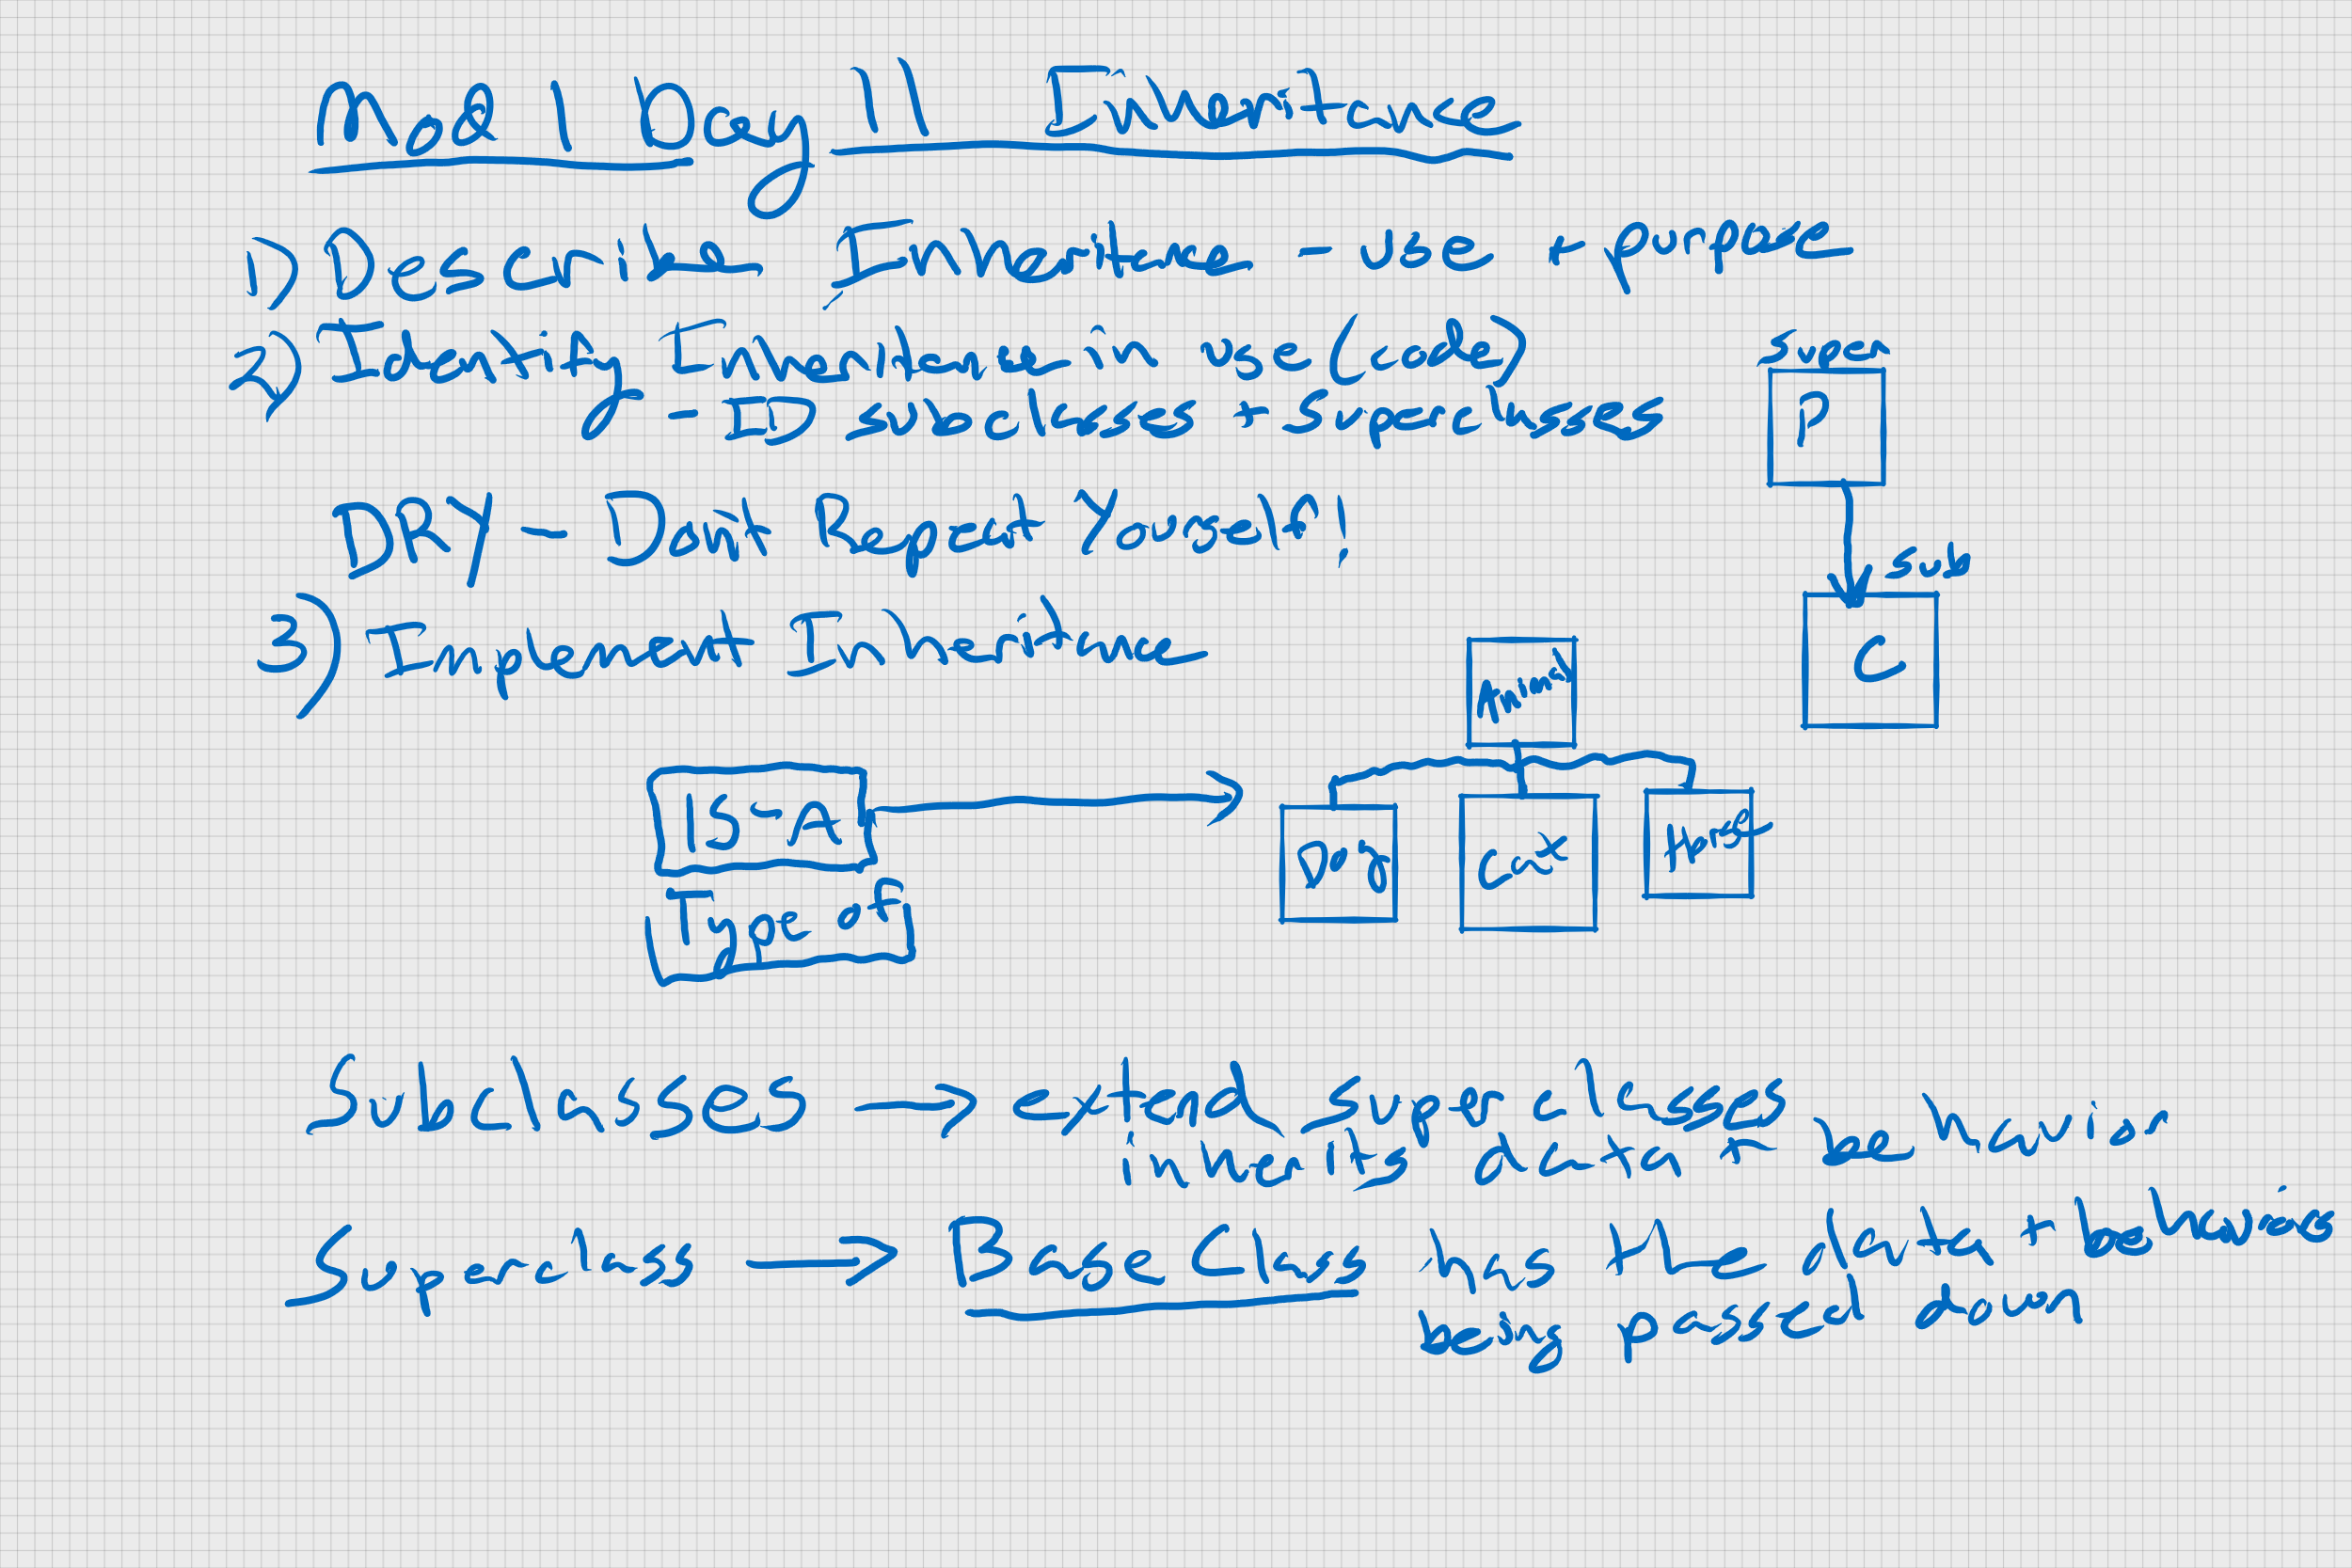 Mod 1 Day 11 Inheritance
1) Describe Inheritance - use + purpose
2) Identify Inheritance in use (code)
- ID subclasses + Superclasses
super
P
DRY - Don't Repeat Yourself!
sub
C
3) Implement Inheritance
Animal
IS-A
Dog
Cat
Horse
Type of
Subclasses → extend superclasses
inherits data + behavior
Superclass → Base Class has the data + behaviors
being passed down